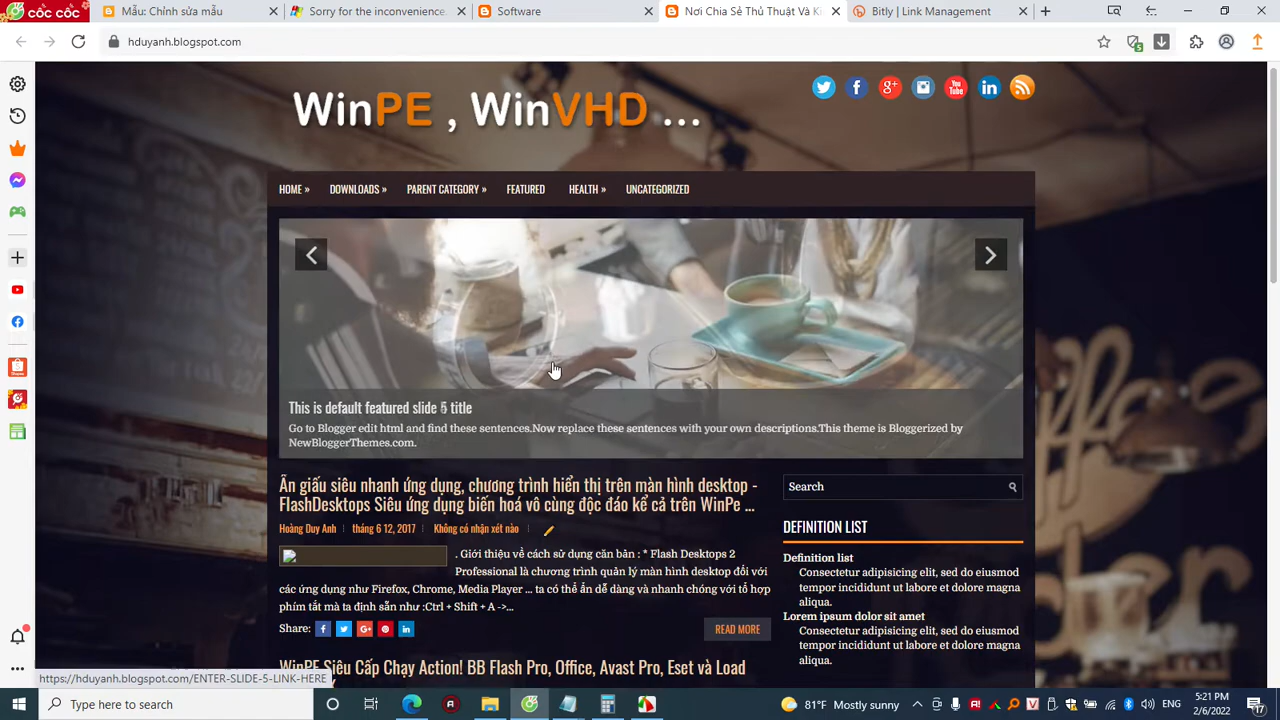 cốc cốc
Mẫu: Chỉnh sửa mẫu
Sorry for the inconvenience.
Software
Nơi Chia Sẻ Thủ Thuật Và Ki
Bitly | Link Management
hduyanh.blogspot.com
WinPE , WinVHD ...
HOME »
DOWNLOADS »
PARENT CATEGORY »
FEATURED
HEALTH »
UNCATEGORIZED
This is default featured slide 5 title
Go to Blogger edit html and find these sentences.Now replace these sentences with your own descriptions.This theme is Bloggerized by
NewBloggerThemes.com.
Ẩn giấu siêu nhanh ứng dụng, chương trình hiển thị trên màn hình desktop -
FlashDesktops Siêu ứng dụng biến hoá vô cùng độc đáo kể cả trên WinPe ...
Hoàng Duy Anh
tháng 6 12, 2017
Không có nhận xét nào
. Giới thiệu về cách sử dụng căn bản : * Flash Desktops 2
Professional là chương trình quản lý màn hình desktop đối với
các ứng dụng như Firefox, Chrome, Media Player ... ta có thể ẩn dễ dàng và nhanh chóng với tổ hợp
phím tắt mà ta định sẵn như :Ctrl + Shift + A ->...
Share:
READ MORE
WinPE Siêu Cấp Chạy Action! BB Flash Pro, Office, Avast Pro, Eset và Load
Search
DEFINITION LIST
Definition list
Consectetur adipisicing elit, sed do eiusmod
tempor incididunt ut labore et dolore magna
aliqua.
Lorem ipsum dolor sit amet
Consectetur adipisicing elit, sed do eiusmod
tempor incididunt ut labore et dolore magna
aliqua.
https://hduyanh.blogspot.com/ENTER-SLIDE-5-LINK-HERE
Type here to search
81°F Mostly sunny
ENG
5:21 PM
2/6/2022
17